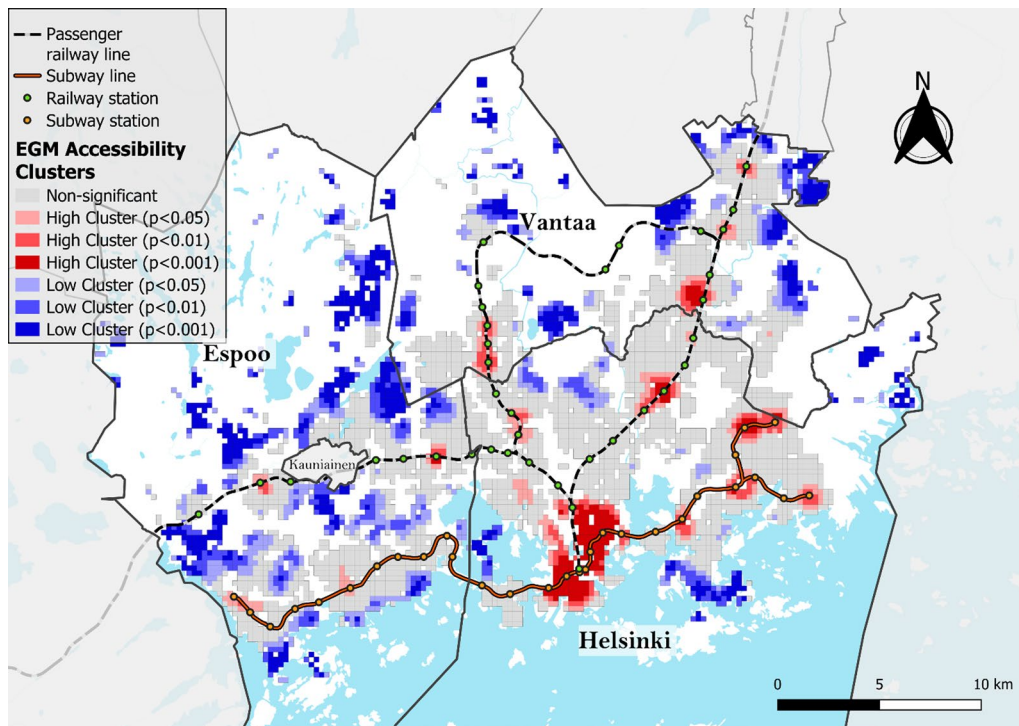 Passenger
railway line
Subway line
Railway station
Subway station
EGM Accessibility
Clusters
Non-significant
High Cluster (p<0.05)
High Cluster (p<0.01)
High Cluster (p<0.001)
Low Cluster (p<0.05)
Low Cluster (p<0.01)
Low Cluster (p<0.001)
N
Vantaa
Espoo
Kauniainen
Helsinki
0 5 10 km